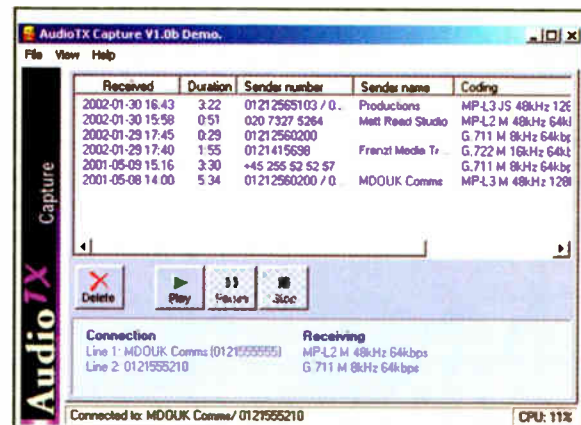 AudioTX Capture V1.0b Demo.
File View Help
Received Duration Sender number Sender name Coding
2002-01-30 16.43 3:22 01212565103 / 0... Productions MP-L3 JS 48kHz 128
2002-01-30 15:58 0:51 020 7327 5264 Matt Read Studio MP-L2 M 48kHz 64k
2002-01-29 17:45 0:29 01212560200 G.711 M 8kHz 64kb
2002-01-29 17:40 1:55 0121415698 Frenzi Media Tr... G.722 M 16kHz 64k
2001-05-09 15.16 3:30 +45 255 52 52 57 G.711 M 8kHz 64kb
2001-05-08 14:00 5:34 01212560200 / 0... MDOUK Comms MP-L3 M 48kHz 128
Delete Play Pause Stop
Connection Receiving
Line 1: MDOUK Comms (0121555555) MP-L2 M 48kHz 64kbps
Line 2: 0121555210 G 711 M 8kHz 64kbps
Connected to: MDOUK Comms/ 0121555210 CPU: 11%
AudioTX Capture